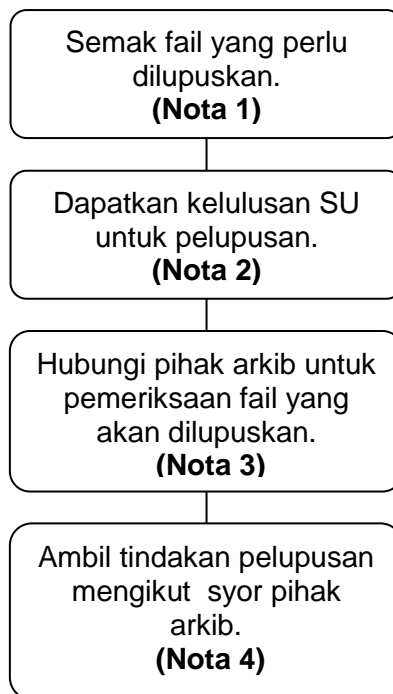 Semak fail yang perlu
dilupuskan.
(Nota 1)
Dapatkan kelulusan SU
untuk pelupusan.
(Nota 2)
Hubungi pihak arkib untuk
pemeriksaan fail yang
akan dilupuskan.
(Nota 3)
Ambil tindakan pelupusan
mengikut syor pihak
arkib.
(Nota 4)